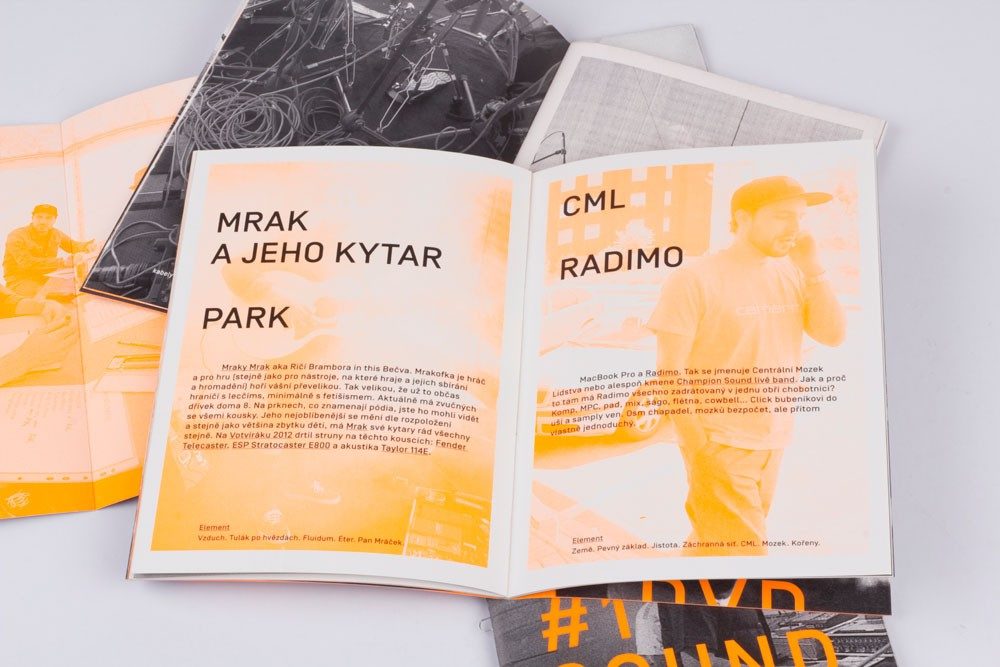 MRAK
A JEHO KYTAR
PARK
Mraky Mrak aka Ričí Brambora in this Bečva. Mrakofka je hráč
a pro hru (stejně jako pro nástroje, na které hraje a jejich sbírání
a hromadění) hoří vášní převelikou. Tak velikou, že už to občas
hraničí s lecčíms, minimálně s fetišismem. Aktuálně má zvučných
dřívek doma 8. Na prknech, co znamenají pódia, jste ho mohli vidět
se všemi kousky. Jeho nejoblíbenější se mění dle rozpoložení
a stejně jako většina zbytku dětí, má Mrak své kytary rád všechny
stejně. Na Votvíráku 2012 drtil struny na těchto kouscích: Fender
Telecaster, ESP Stratocaster E800 a akustika Taylor 114E.
Element
Vzduch. Tulák po hvězdách. Fluidum. Éter. Pan Mráček
CML
RADIMO
MacBook Pro a Radimo. Tak se jmenuje Centrální Mozek
Lidstva nebo alespoň kmene Champion Sound live band. Jak a proč
to tam má Radimo všechno zadrátovaný v jednu obří chobotnici?
Komp, MPC, pad, mix, ságo, flétna, cowbell... Click bubeníkovi do
uší a samply ven. Osm chapadel, mozků bezpočet, ale přitom
vlastně jednoduchý.
Element
Země. Pevný základ. Jistota. Záchranná síť. CML. Mozek. Kořeny.
kabely